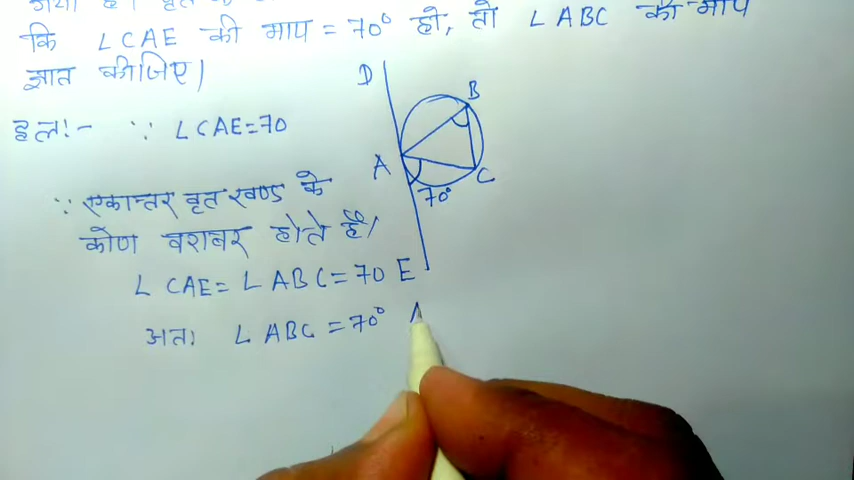 कि ∠CAE की माप = 70° हो, तो ∠ABC की माप
ज्ञात कीजिए।
D
B
हलः- ∵ ∠CAE=70
A
C
70°
∵ एकान्तर वृत खण्ड के
कोण बराबर होते हैं।
∠CAE = ∠ABC = 70
E
अतः ∠ABC = 70°